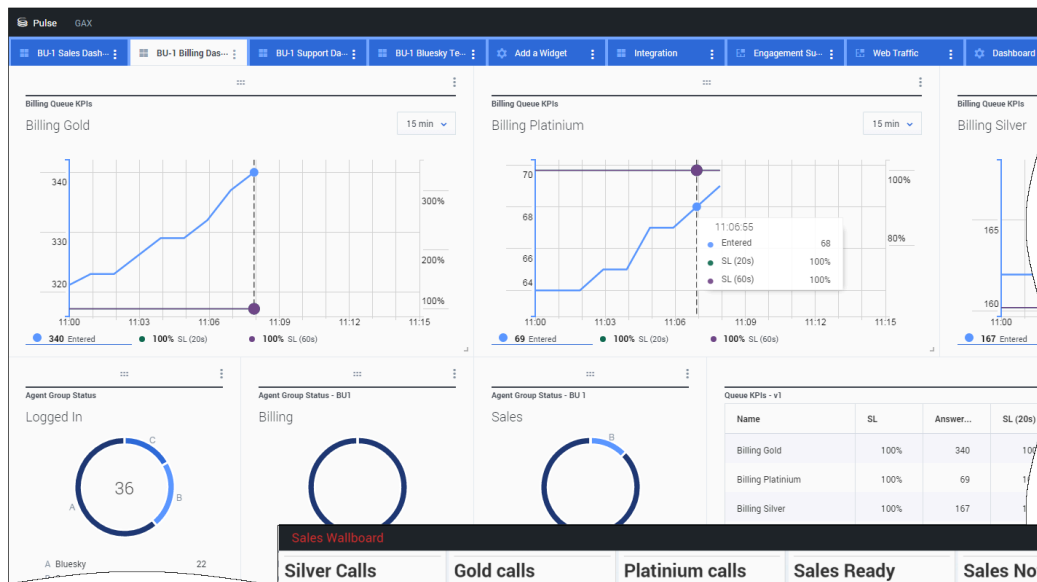 Pulse GAX
BU-1 Sales Dash...
BU-1 Billing Das...
BU-1 Support Da...
BU-1 Bluesky Te...
Add a Widget
Integration
Engagement Su...
Web Traffic
Dashboard
Billing Queue KPIs
Billing Gold
15 min
340
330
320
300%
200%
100%
11:00 11:03 11:06 11:09 11:12 11:15
340 Entered 100% SL (20s) 100% SL (60s)
Billing Queue KPIs
Billing Platinium
15 min
70
68
66
64
100%
80%
11:06:55
Entered 68
SL (20s) 100%
SL (60s) 100%
11:00 11:03 11:06 11:09 11:12 11:15
69 Entered 100% SL (20s) 100% SL (60s)
Billing Queue KPIs
Billing Silver
165
160
11:00
167 Entered
Agent Group Status
Logged In
C
B
A
36
A Bluesky 22
Agent Group Status - BU1
Billing
Agent Group Status - BU 1
Sales
B
Queue KPIs - v1
Name SL Answer... SL (20s)
Billing Gold 100% 340
Billing Platinium 100% 69
Billing Silver 100% 167
Sales Wallboard
Silver Calls
Gold calls
Platinium calls
Sales Ready
Sales No